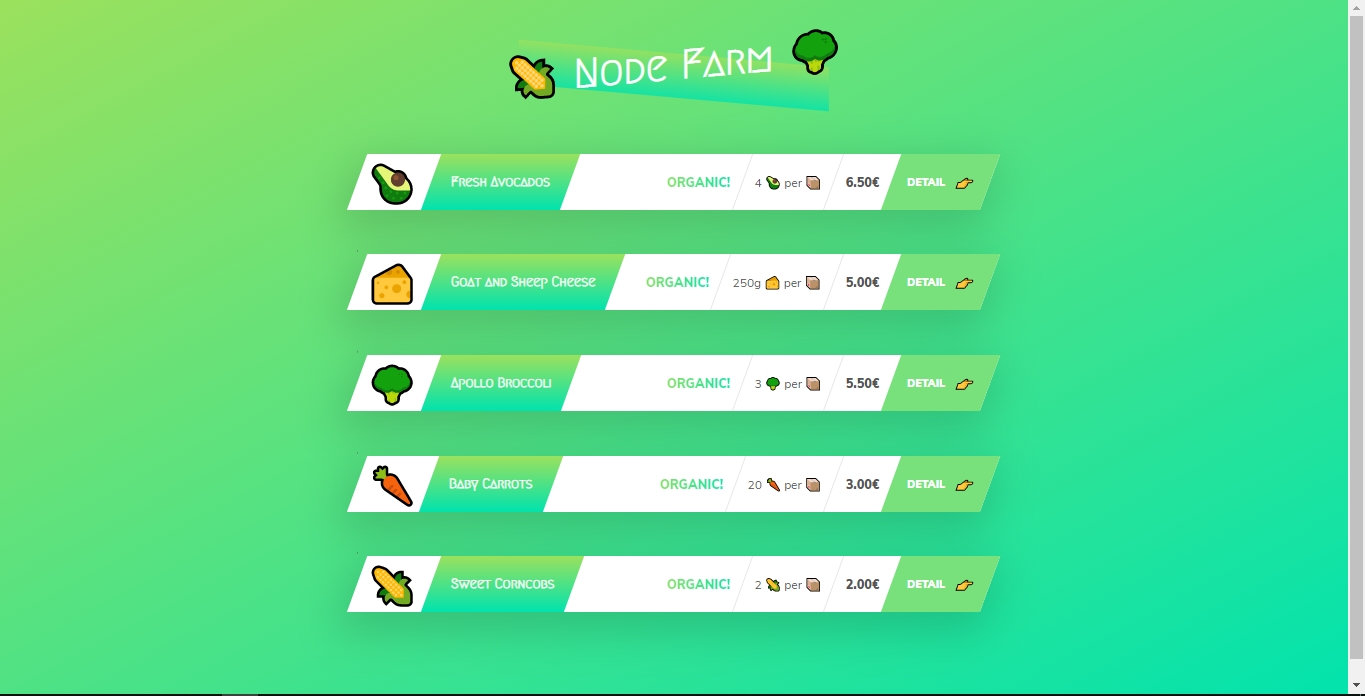 Node Farm
Fresh Avocados ORGANIC! 4 🥑 per 📦 6.50€ DETAIL 👉
Goat and Sheep Cheese ORGANIC! 250g 🧀 per 📦 5.00€ DETAIL 👉
Apollo Broccoli ORGANIC! 3 🥦 per 📦 5.50€ DETAIL 👉
Baby Carrots ORGANIC! 20 🥕 per 📦 3.00€ DETAIL 👉
Sweet Corncobs ORGANIC! 2 🌽 per 📦 2.00€ DETAIL 👉